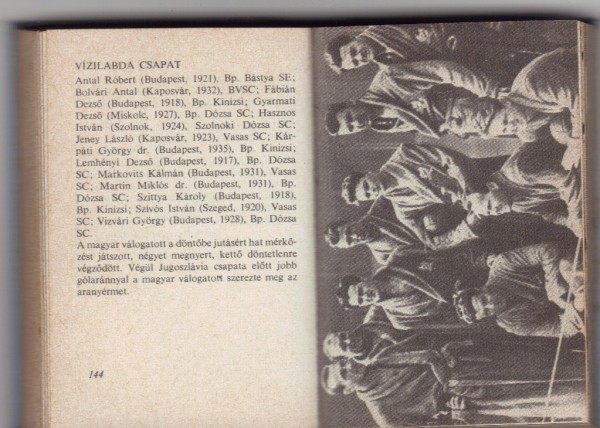 VÍZILABDA CSAPAT
Antal Róbert (Budapest, 1921), Bp. Bástya SE;
Bolvári Antal (Kaposvár, 1932), BVSC; Fábián
Dezső (Budapest, 1918), Bp. Kinizsi; Gyarmati
Dezső (Miskolc, 1927), Bp. Dózsa SC; Hasznos
István (Szolnok, 1924), Szolnoki Dózsa SC;
Jeney László (Kaposvár, 1923), Vasas SC; Kár-
páti György dr. (Budapest, 1935), Bp. Kinizsi;
Lemhényi Dezső (Budapest, 1917), Bp. Dózsa
SC; Markovits Kálmán (Budapest, 1931), Vasas
SC; Martin Miklós dr. (Budapest, 1931), Bp.
Dózsa SC; Szittya Károly (Budapest, 1918),
Bp. Kinizsi; Szivós István (Szeged, 1920), Vasas
SC; Vizvári György (Budapest, 1928), Bp. Dózsa
SC.
A magyar válogatott a döntőbe jutásért hat mérkő-
zést játszott, négyet megnyert, kettő döntetlenre
végződött. Végül Jugoszlávia csapata előtt jobb
gólaránnyal a magyar válogatott szerezte meg az
aranyérmet.
144